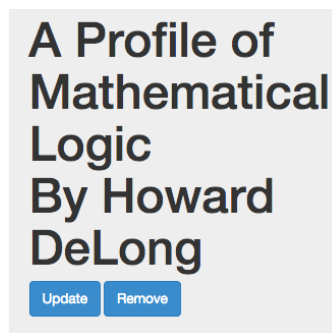 A Profile of
Mathematical
Logic
By Howard
DeLong
Update Remove